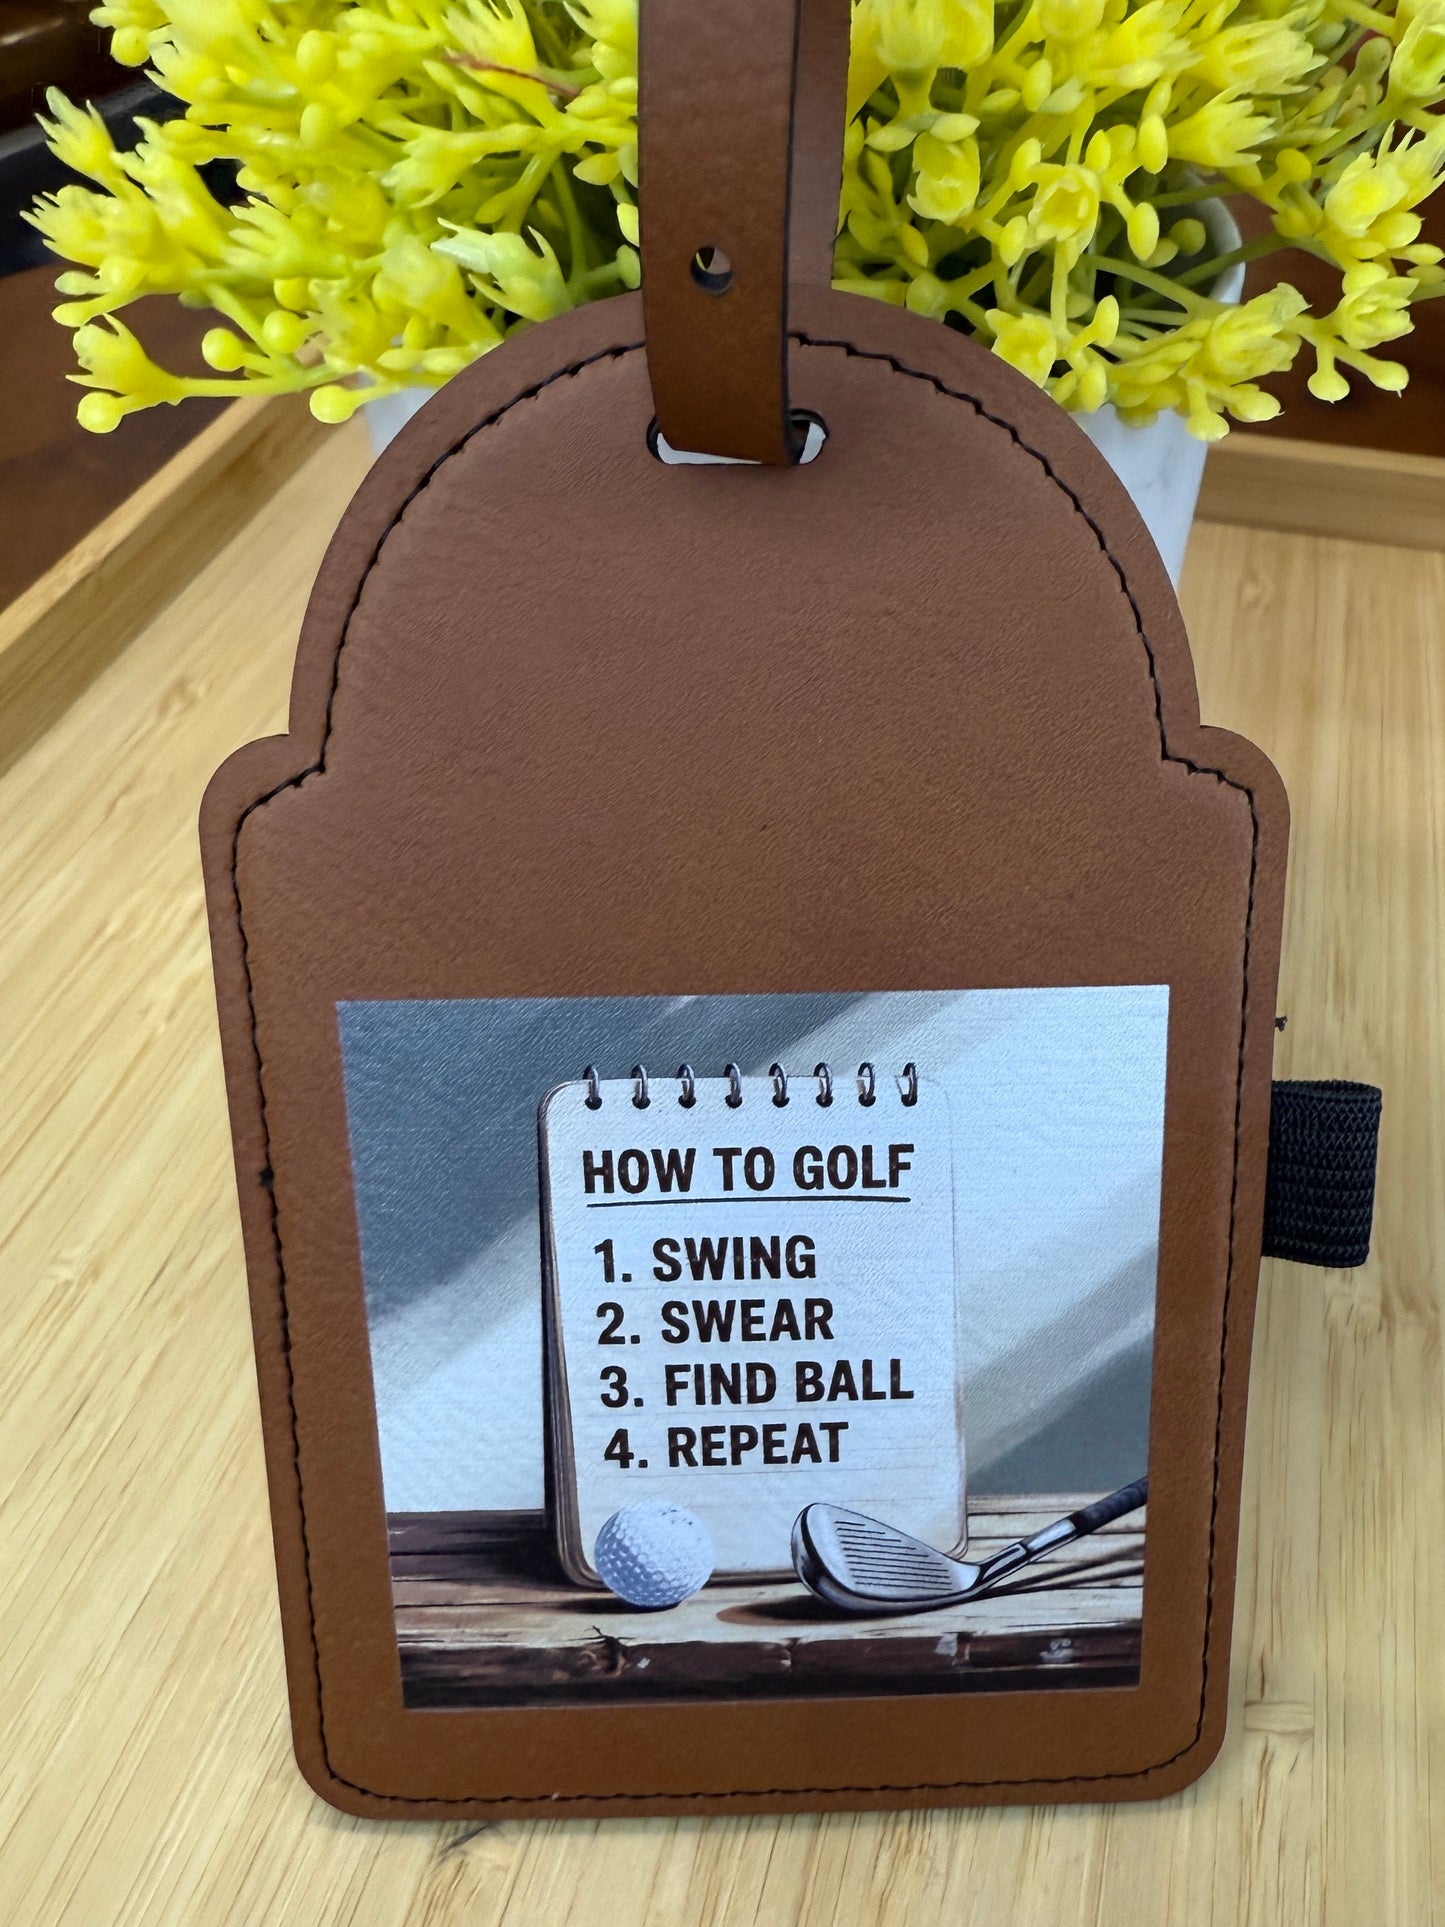 HOW TO GOLF
1. SWING
2. SWEAR
3. FIND BALL
4. REPEAT